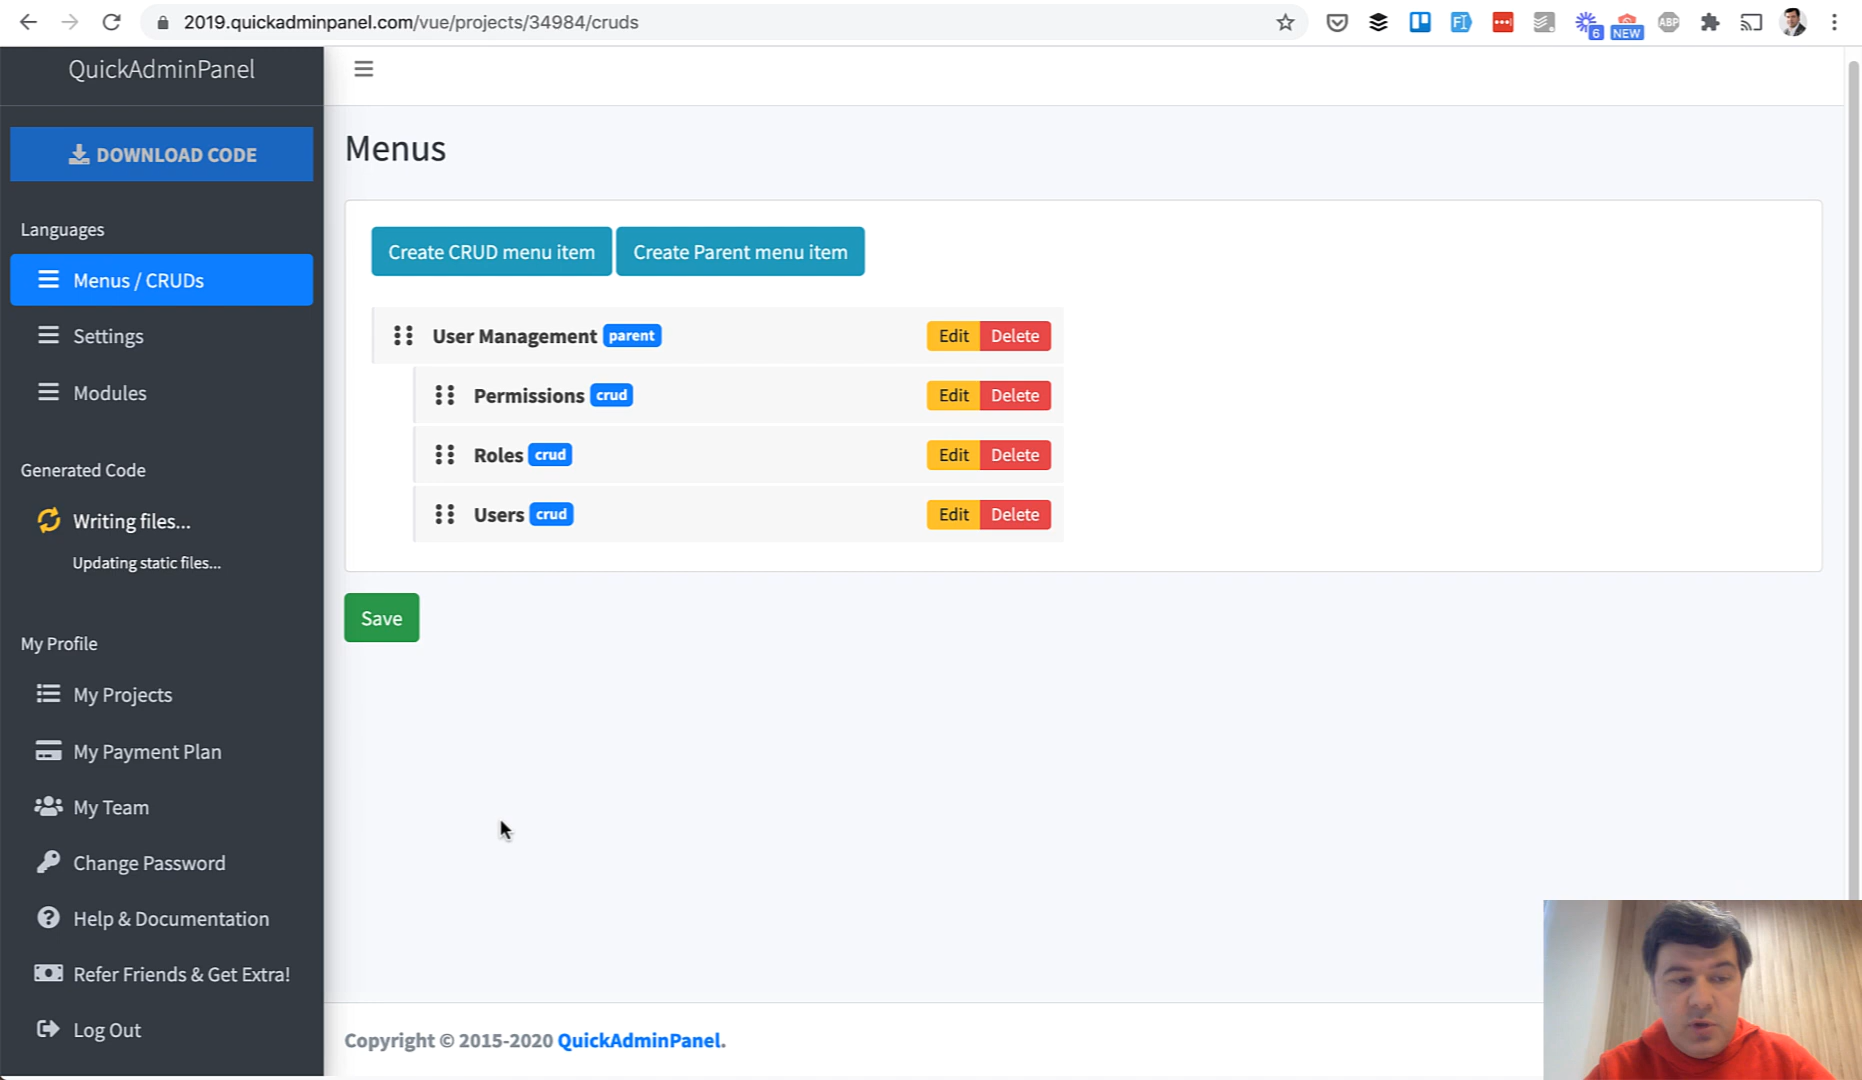 2019.quickadminpanel.com/vue/projects/34984/cruds
6
NEW
ABP
QuickAdminPanel
DOWNLOAD CODE
Languages
Menus / CRUDs
Settings
Modules
Generated Code
Writing files...
Updating static files...
My Profile
My Projects
My Payment Plan
My Team
Change Password
Help & Documentation
Refer Friends & Get Extra!
Log Out
Menus
Create CRUD menu item
Create Parent menu item
User Management parent Edit Delete
Permissions crud Edit Delete
Roles crud Edit Delete
Users crud Edit Delete
Save
Copyright © 2015-2020 QuickAdminPanel.